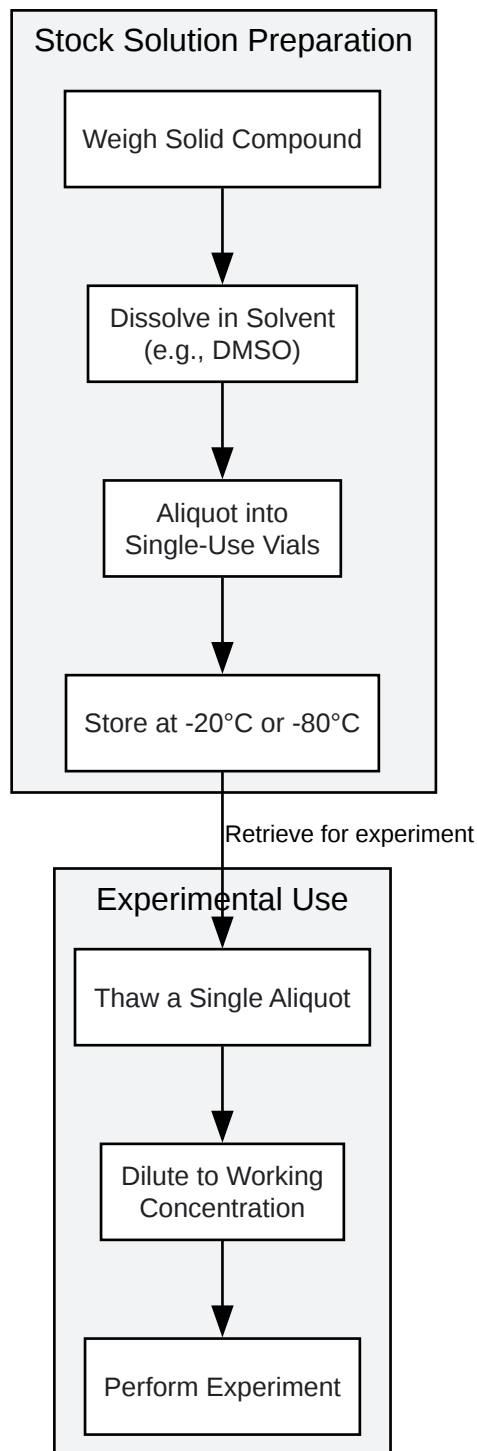 Stock Solution Preparation
Weigh Solid Compound
Dissolve in Solvent
(e.g., DMSO)
Aliquot into
Single-Use Vials
Store at -20°C or -80°C
Retrieve for experiment
Experimental Use
Thaw a Single Aliquot
Dilute to Working
Concentration
Perform Experiment